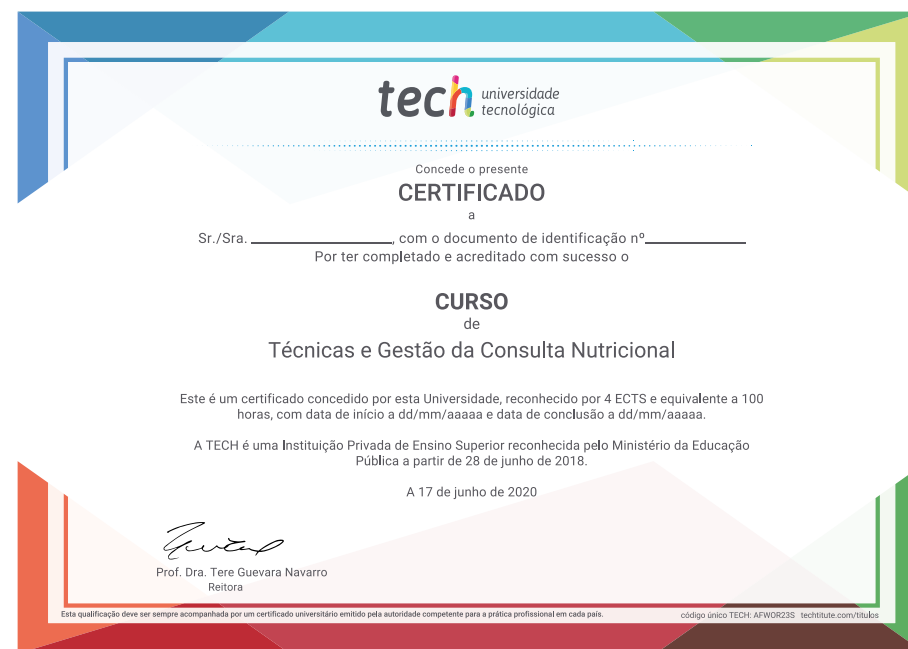 tech universidade
tecnológica
Concede o presente
CERTIFICADO
a
Sr./Sra. ____________________, com o documento de identificação nº______________
Por ter completado e acreditado com sucesso o
CURSO
de
Técnicas e Gestão da Consulta Nutricional
Este é um certificado concedido por esta Universidade, reconhecido por 4 ECTS e equivalente a 100
horas, com data de início a dd/mm/aaaaa e data de conclusão a dd/mm/aaaaa.
A TECH é uma Instituição Privada de Ensino Superior reconhecida pelo Ministério da Educação
Pública a partir de 28 de junho de 2018.
A 17 de junho de 2020
Prof. Dra. Tere Guevara Navarro
Reitora
Esta qualificação deve ser sempre acompanhada por um certificado universitário emitido pela autoridade competente para a prática profissional em cada país.
código único TECH: AFWOR23S techtitute.com/titulos